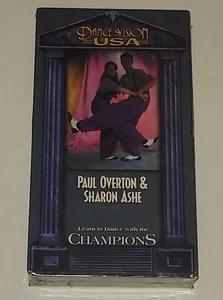 DANCE VISION
USA
PAUL OVERTON &
SHARON ASHE
Learn to Dance with the
CHAMPIONS